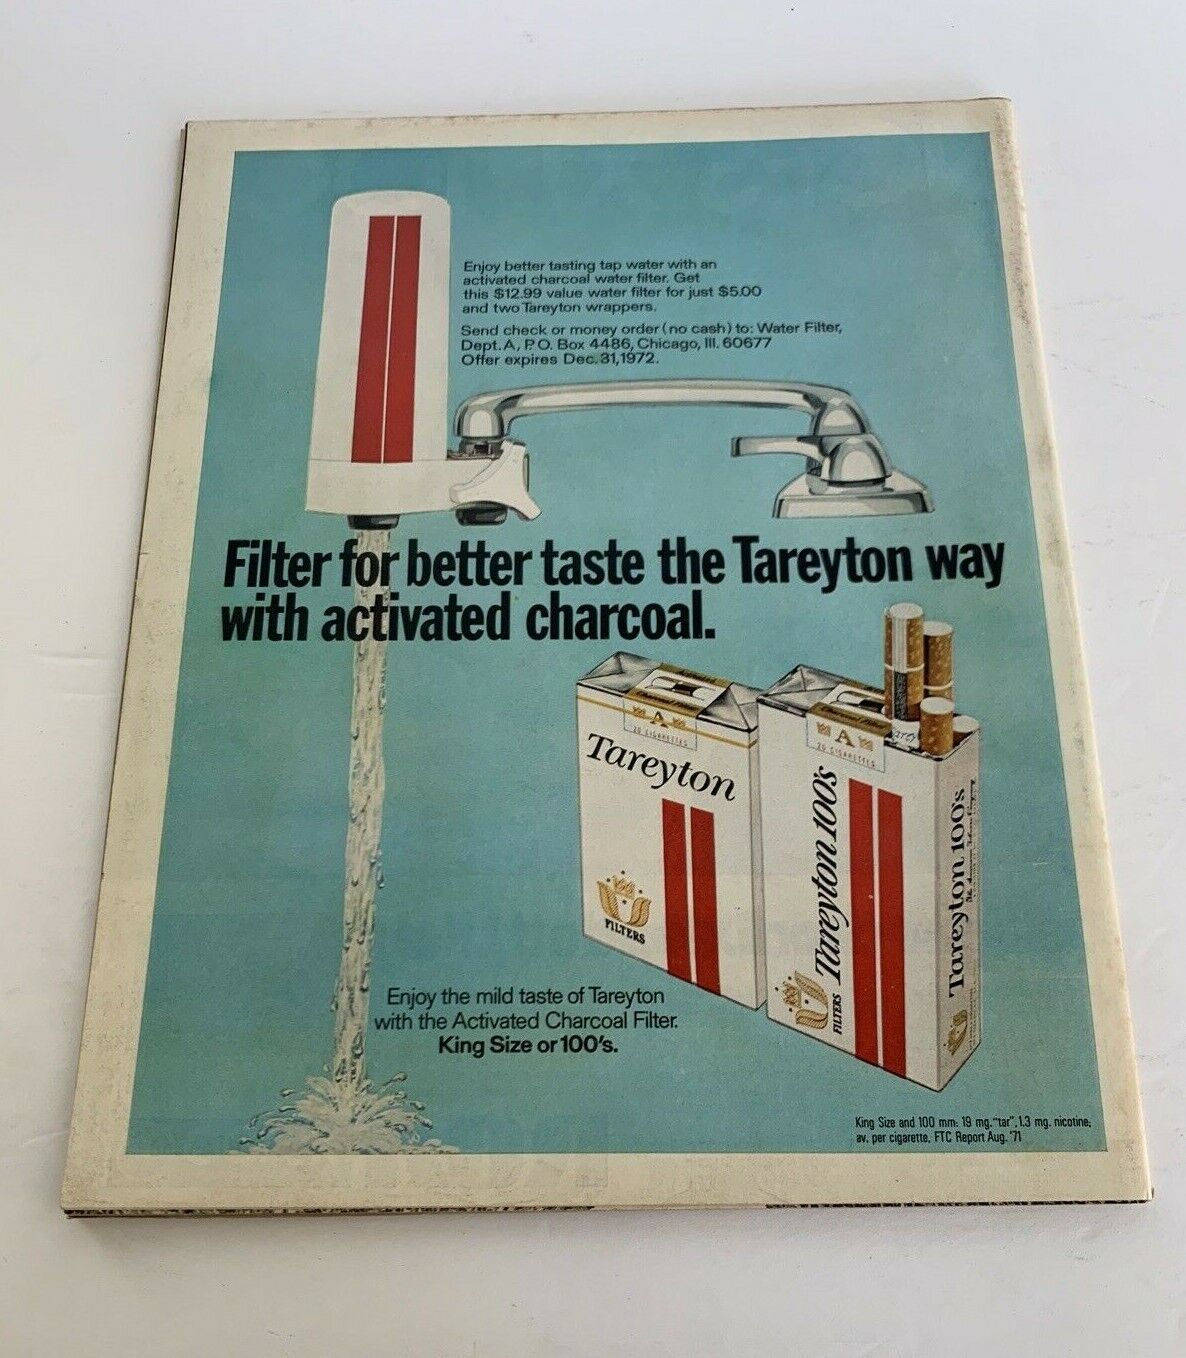 Enjoy better tasting tap water with an
activated charcoal water filter. Get
this $12.99 value water filter for just $5.00
and two Tareyton wrappers.
Send check or money order (no cash) to: Water Filter,
Dept. A, P.O. Box 4486, Chicago, Ill. 60677
Offer expires Dec. 31, 1972.
Filter for better taste the Tareyton way
with activated charcoal.
A
20 CIGARETTES
Tareyton
FILTERS
A
20 CIGARETTES
Tareyton 100's
FILTERS
Tareyton 100's
Enjoy the mild taste of Tareyton
with the Activated Charcoal Filter.
King Size or 100's.
King Size and 100 mm: 19 mg. "tar", 1.3 mg. nicotine;
av. per cigarette, FTC Report Aug. '71